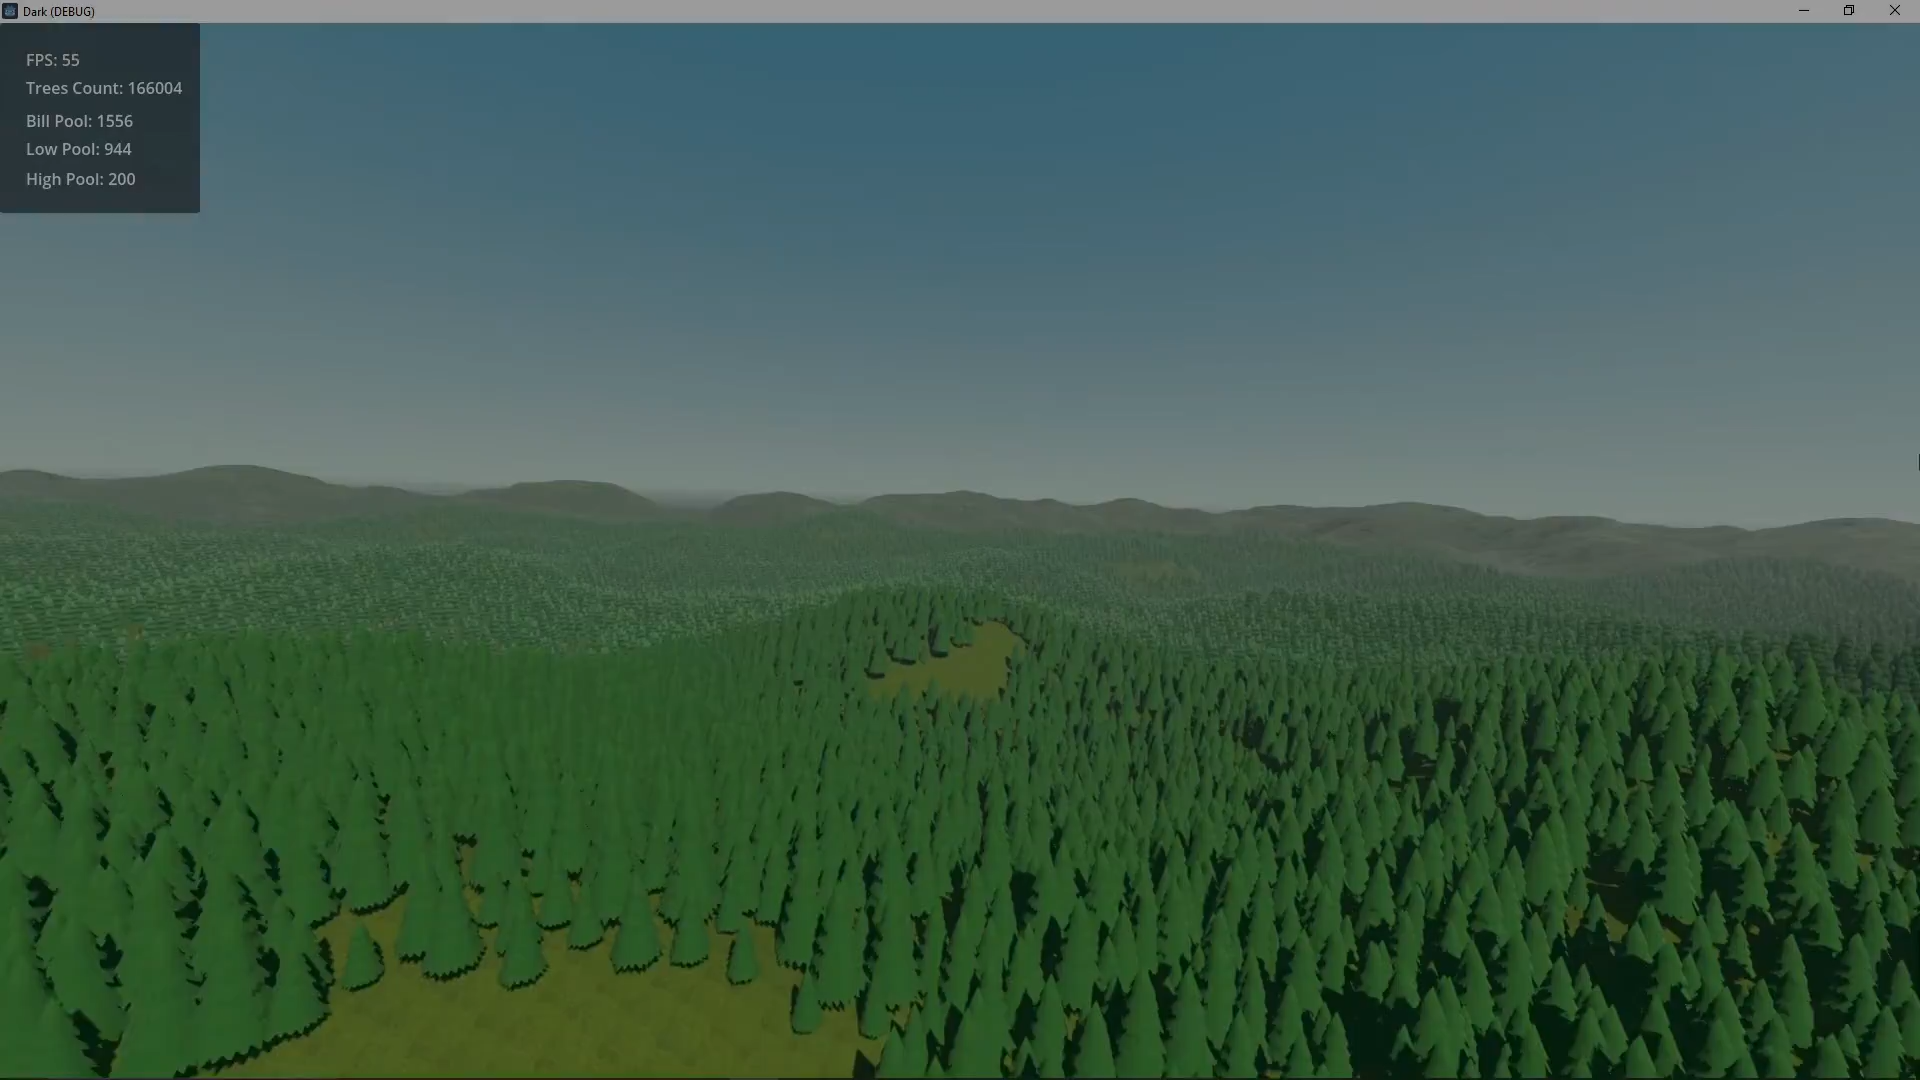 Dark (DEBUG)
FPS: 55
Trees Count: 166004
Bill Pool: 1556
Low Pool: 944
High Pool: 200